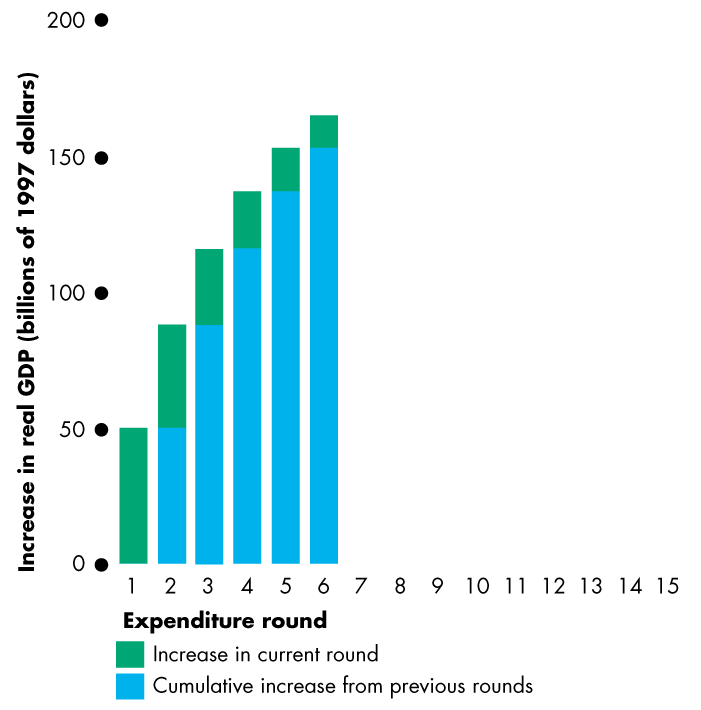 200
150
100
50
0
Increase in real GDP (billions of 1997 dollars)
1 2 3 4 5 6 7 8 9 10 11 12 13 14 15
Expenditure round
Increase in current round
Cumulative increase from previous rounds